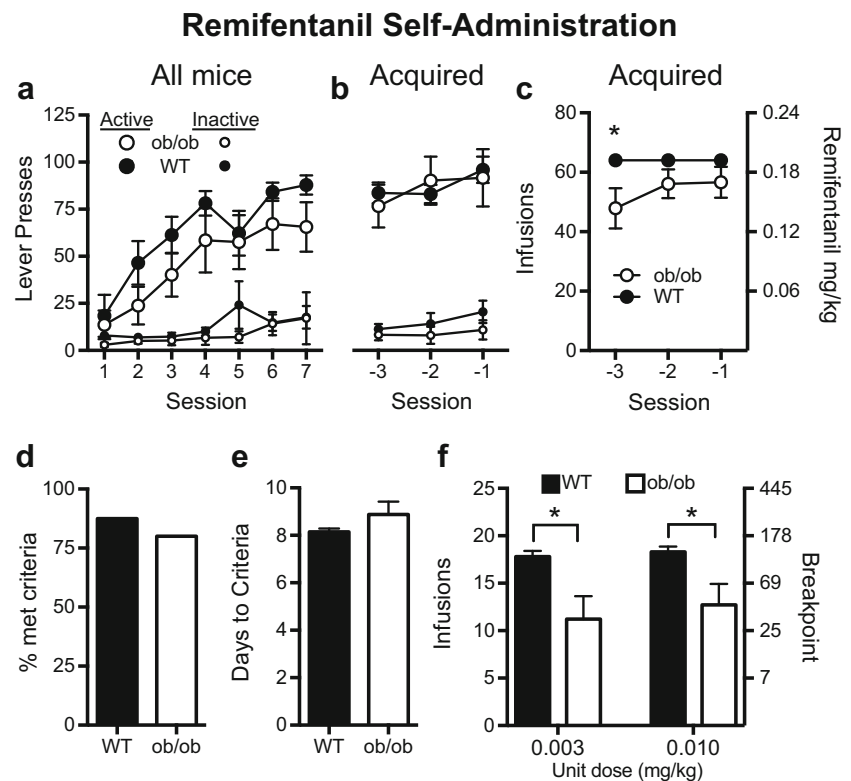 Remifentanil Self-Administration
All mice
Acquired
Acquired
a
b
c
Active
Inactive
ob/ob
WT
Lever Presses
125
100
75
50
25
0
1 2 3 4 5 6 7
Session
-3 -2 -1
Session
*
Infusions
80
60
40
20
0
ob/ob
WT
0.24
0.18
0.12
0.06
Remifentanil mg/kg
-3 -2 -1
Session
d
e
f
% met criteria
100
75
50
25
0
WT ob/ob
Days to Criteria
10
8
6
4
2
0
WT ob/ob
WT ob/ob
* *
Infusions
25
20
15
10
5
0
445
178
69
25
7
Breakpoint
0.003 0.010
Unit dose (mg/kg)